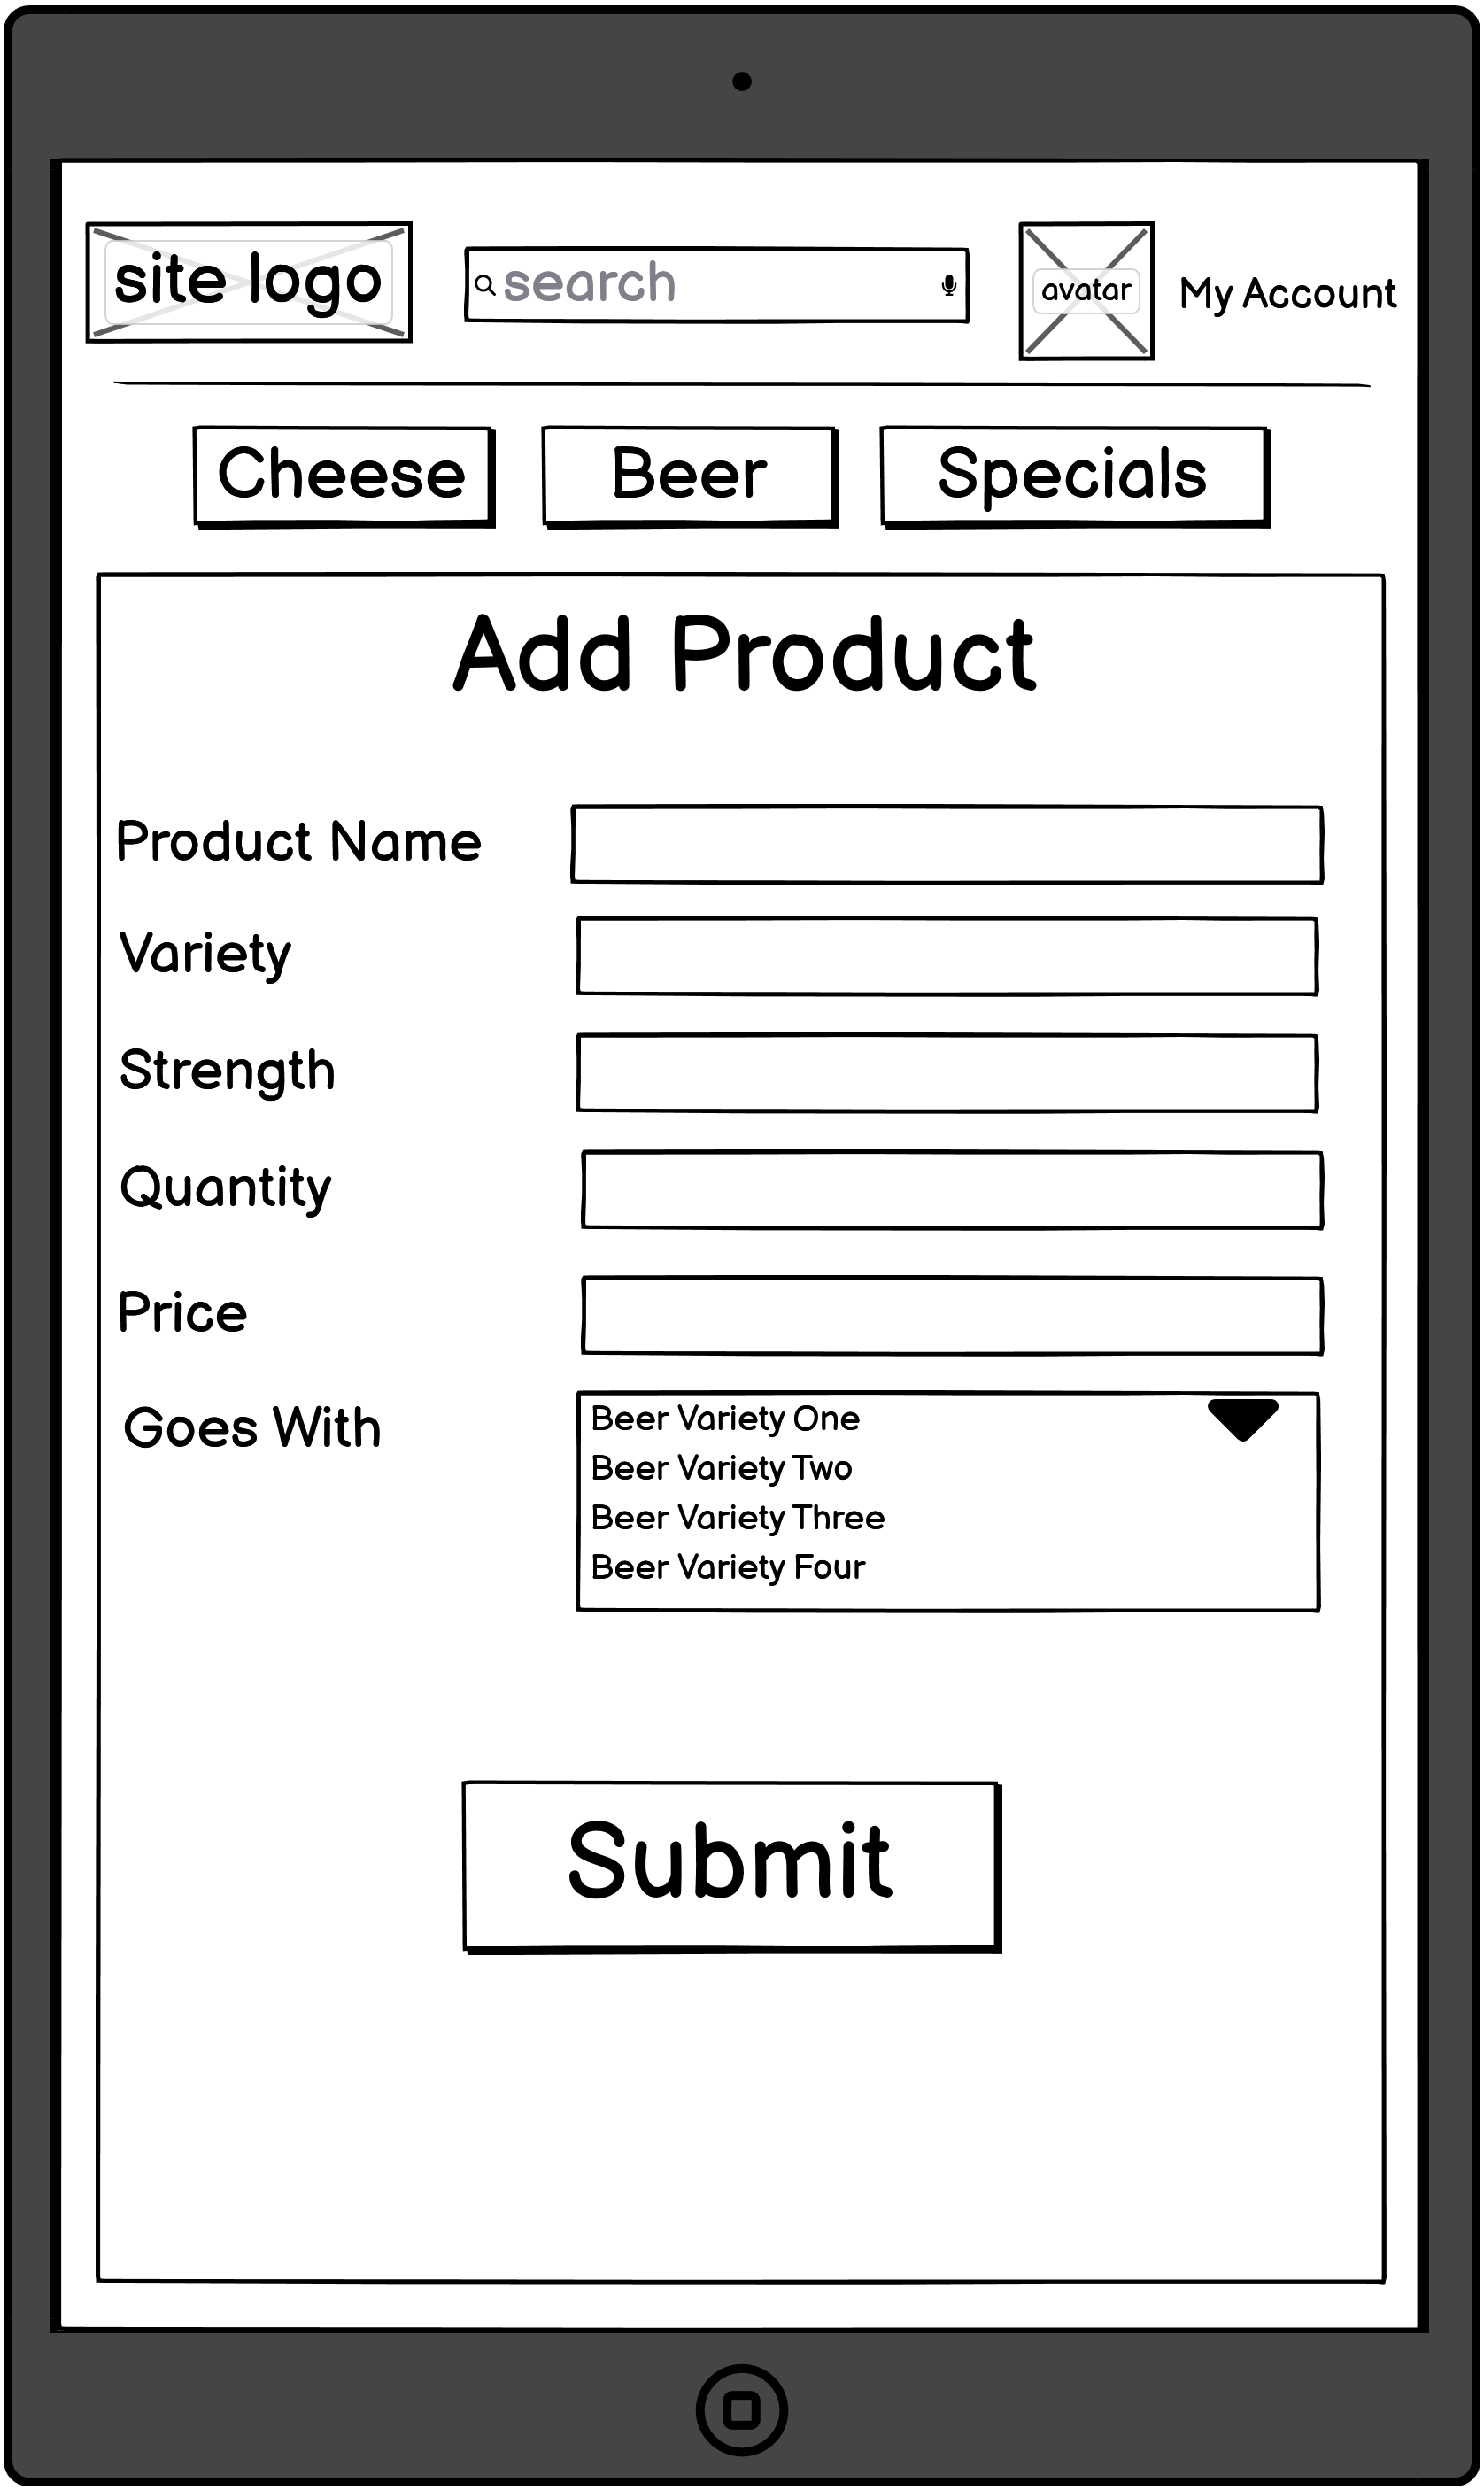 site logo
search
avatar
My Account
Cheese
Beer
Specials
Add Product
Product Name
Variety
Strength
Quantity
Price
Goes With
Beer Variety One
Beer Variety Two
Beer Variety Three
Beer Variety Four
Submit